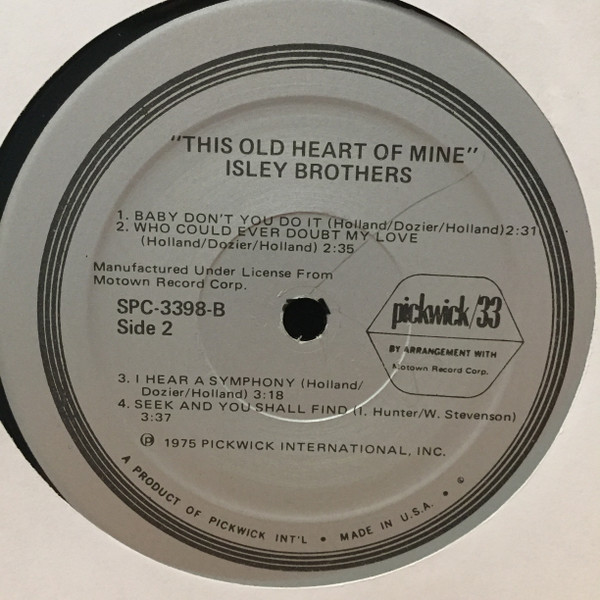 "THIS OLD HEART OF MINE"
ISLEY BROTHERS
1. BABY DON'T YOU DO IT (Holland/Dozier/Holland)2:31
2. WHO COULD EVER DOUBT MY LOVE
(Holland/Dozier/Holland) 2:35
Manufactured Under License From
Motown Record Corp.
SPC-3398-B
Side 2
pickwick/33
BY ARRANGEMENT WITH
Motown Record Corp.
3. I HEAR A SYMPHONY (Holland/
Dozier/Holland) 3:18
4. SEEK AND YOU SHALL FIND (I. Hunter/W. Stevenson)
3:37
℗ 1975 PICKWICK INTERNATIONAL, INC.
A PRODUCT OF PICKWICK INT'L • MADE IN U.S.A. • ©